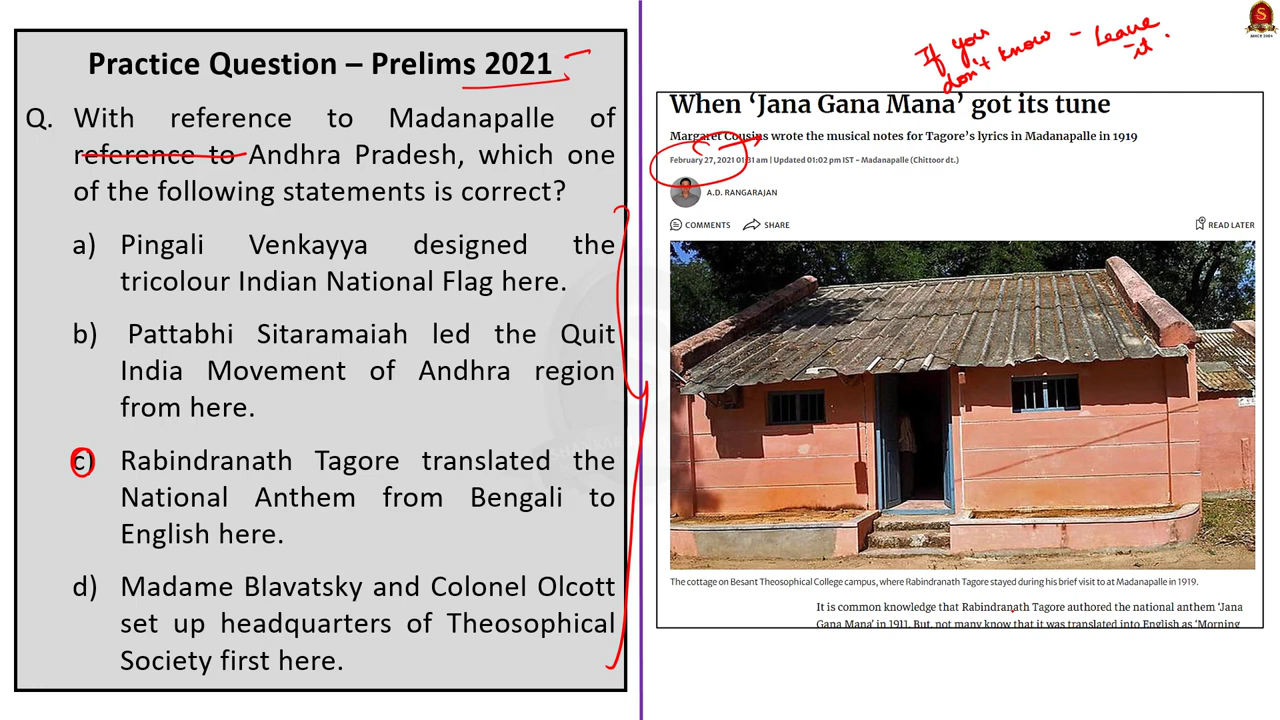 Practice Question – Prelims 2021
Q. With reference to Madanapalle of
reference to Andhra Pradesh, which one
of the following statements is correct?
a) Pingali Venkayya designed the
tricolour Indian National Flag here.
b) Pattabhi Sitaramaiah led the Quit
India Movement of Andhra region
from here.
c) Rabindranath Tagore translated the
National Anthem from Bengali to
English here.
d) Madame Blavatsky and Colonel Olcott
set up headquarters of Theosophical
Society first here.
If you
don't know - Leave
it.
When ‘Jana Gana Mana’ got its tune
Margaret Cousins wrote the musical notes for Tagore’s lyrics in Madanapalle in 1919
February 27, 2021 01:31 am | Updated 01:02 pm IST - Madanapalle (Chittoor dt.)
A.D. RANGARAJAN
COMMENTS SHARE READ LATER
The cottage on Besant Theosophical College campus, where Rabindranath Tagore stayed during his brief visit to at Madanapalle in 1919.
It is common knowledge that Rabindranath Tagore authored the national anthem ‘Jana
Gana Mana’ in 1911. But, not many know that it was translated into English as ‘Morning